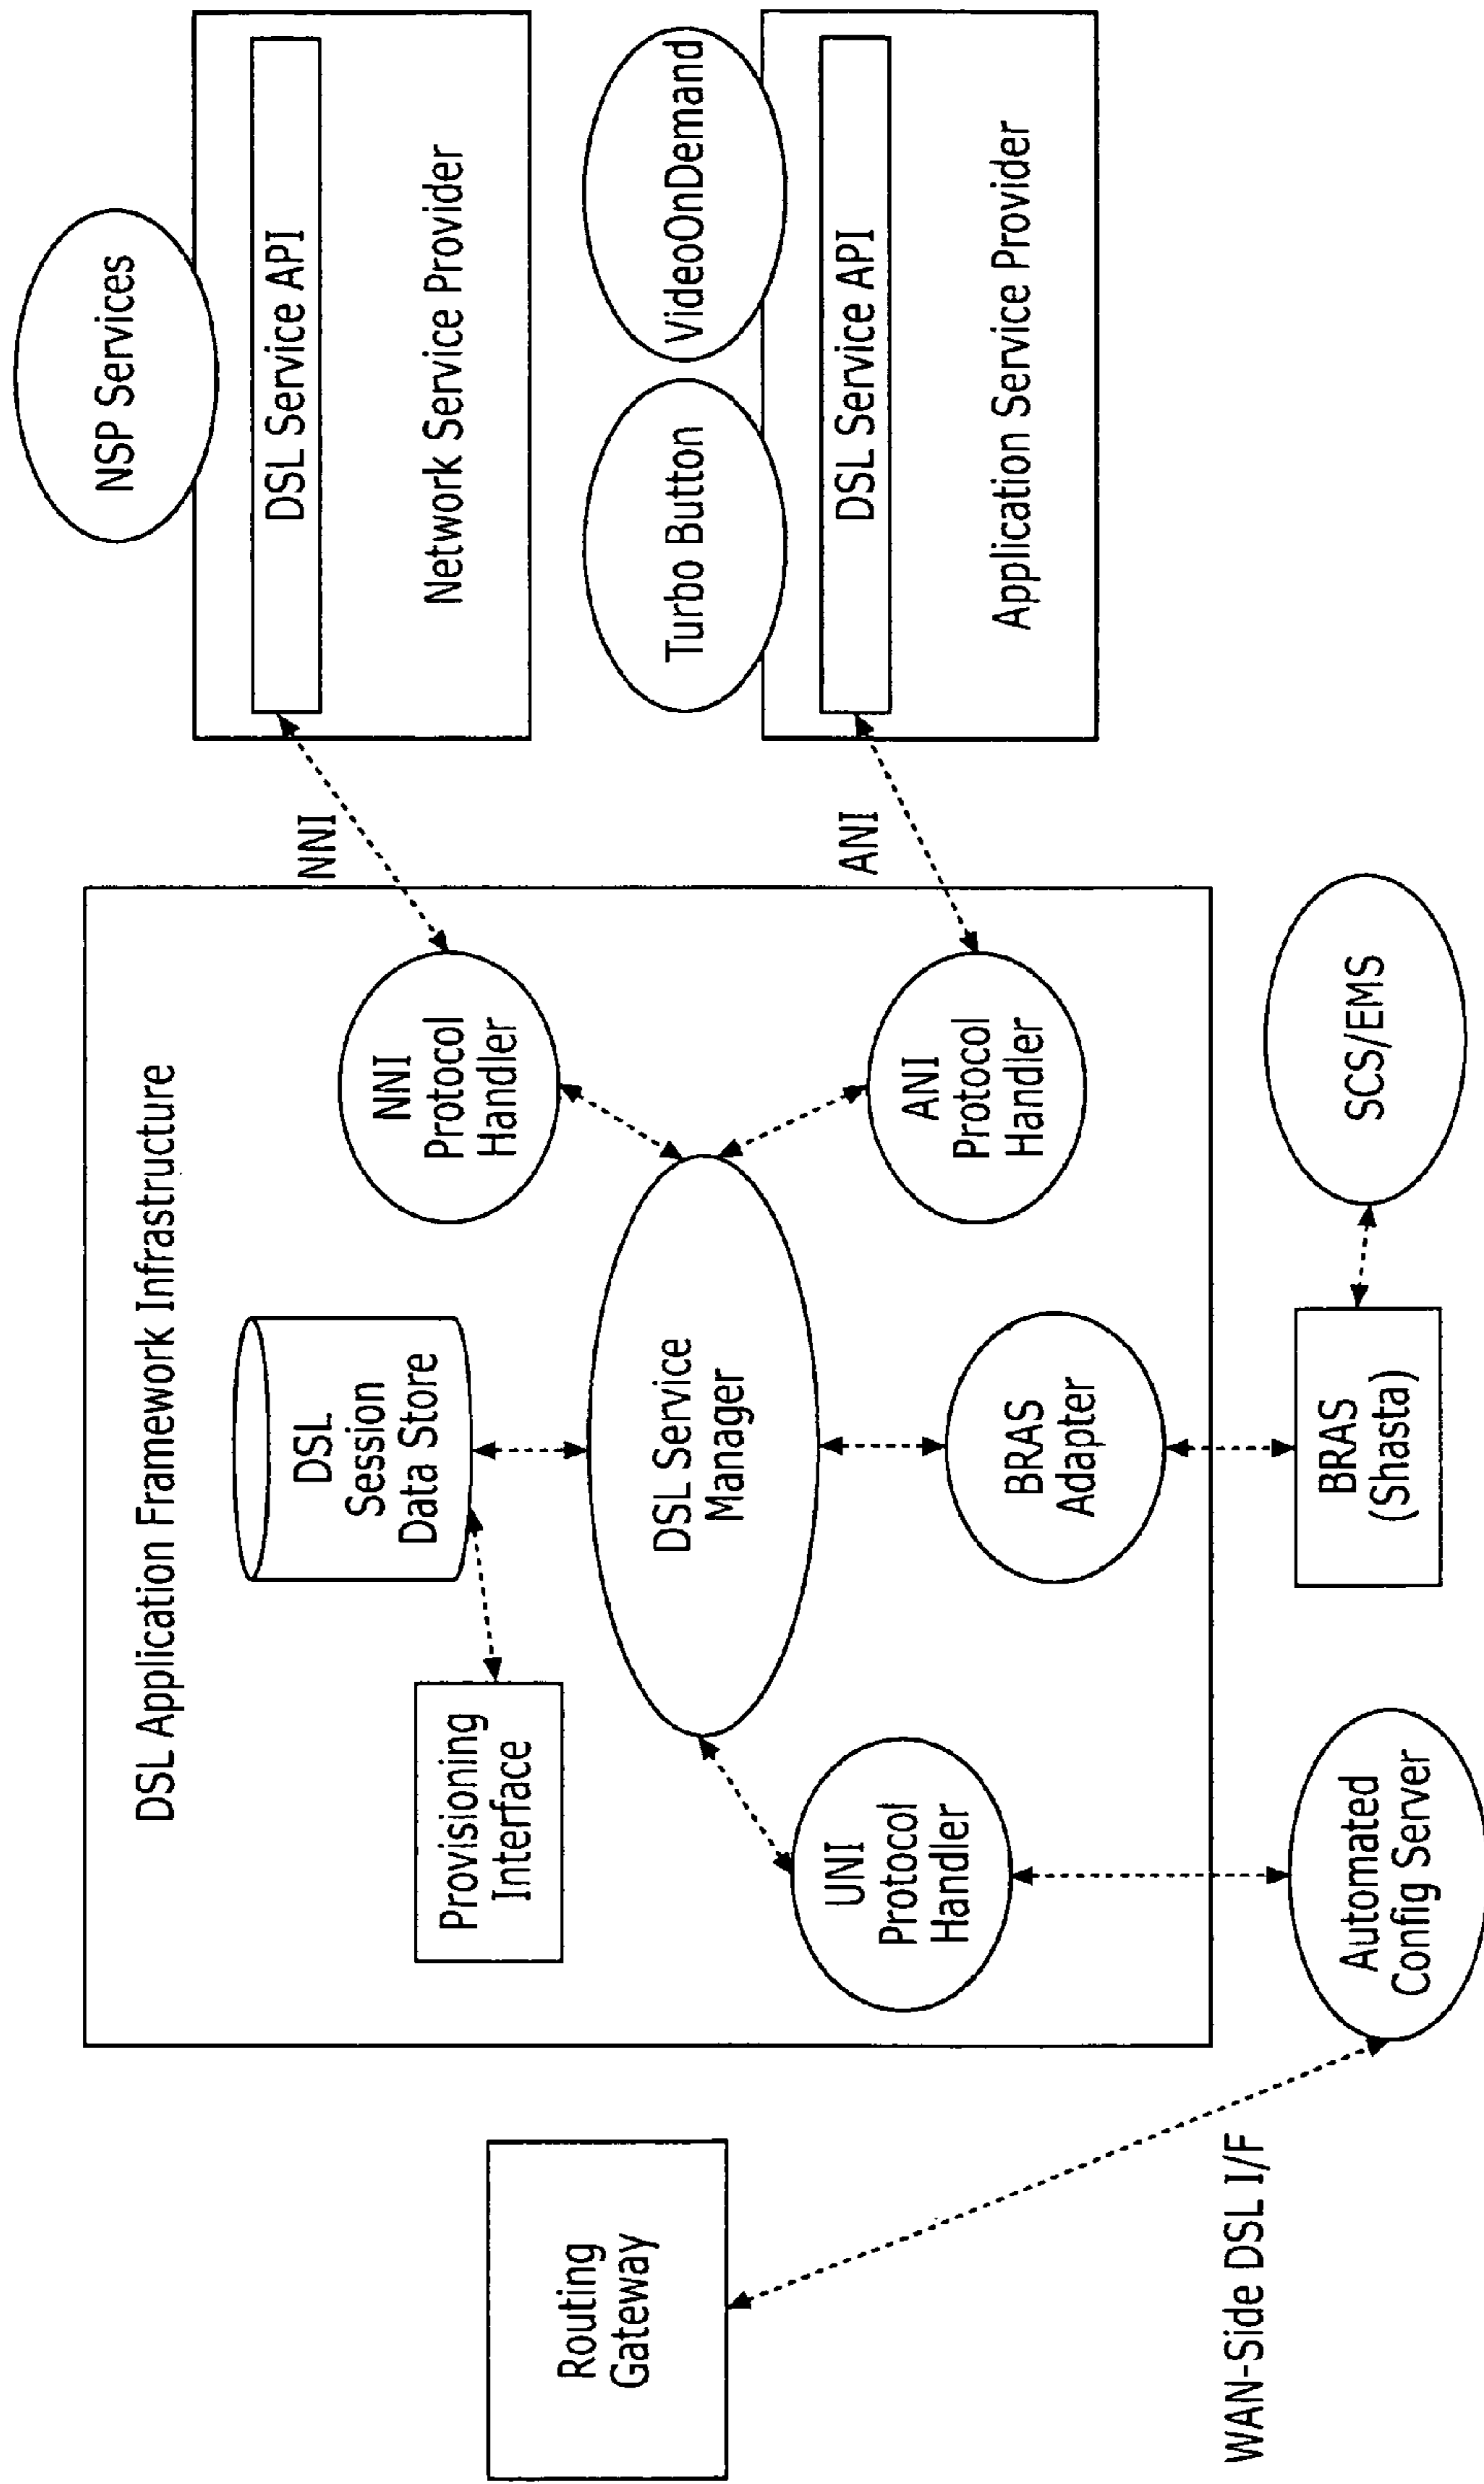 DSL Application Framework Infrastructure
Routing
Gateway
WAN-Side DSL I/F
Provisioning
Interface
DSL
Session
Data Store
DSL Service
Manager
UNI
Protocol
Handler
NNI
Protocol
Handler
ANI
Protocol
Handler
BRAS
Adapter
Automated
Config Server
BRAS
(Shasta)
SCS/EMS
NNI
ANI
NSP Services
DSL Service API
Network Service Provider
Turbo Button
VideoOnDemand
DSL Service API
Application Service Provider